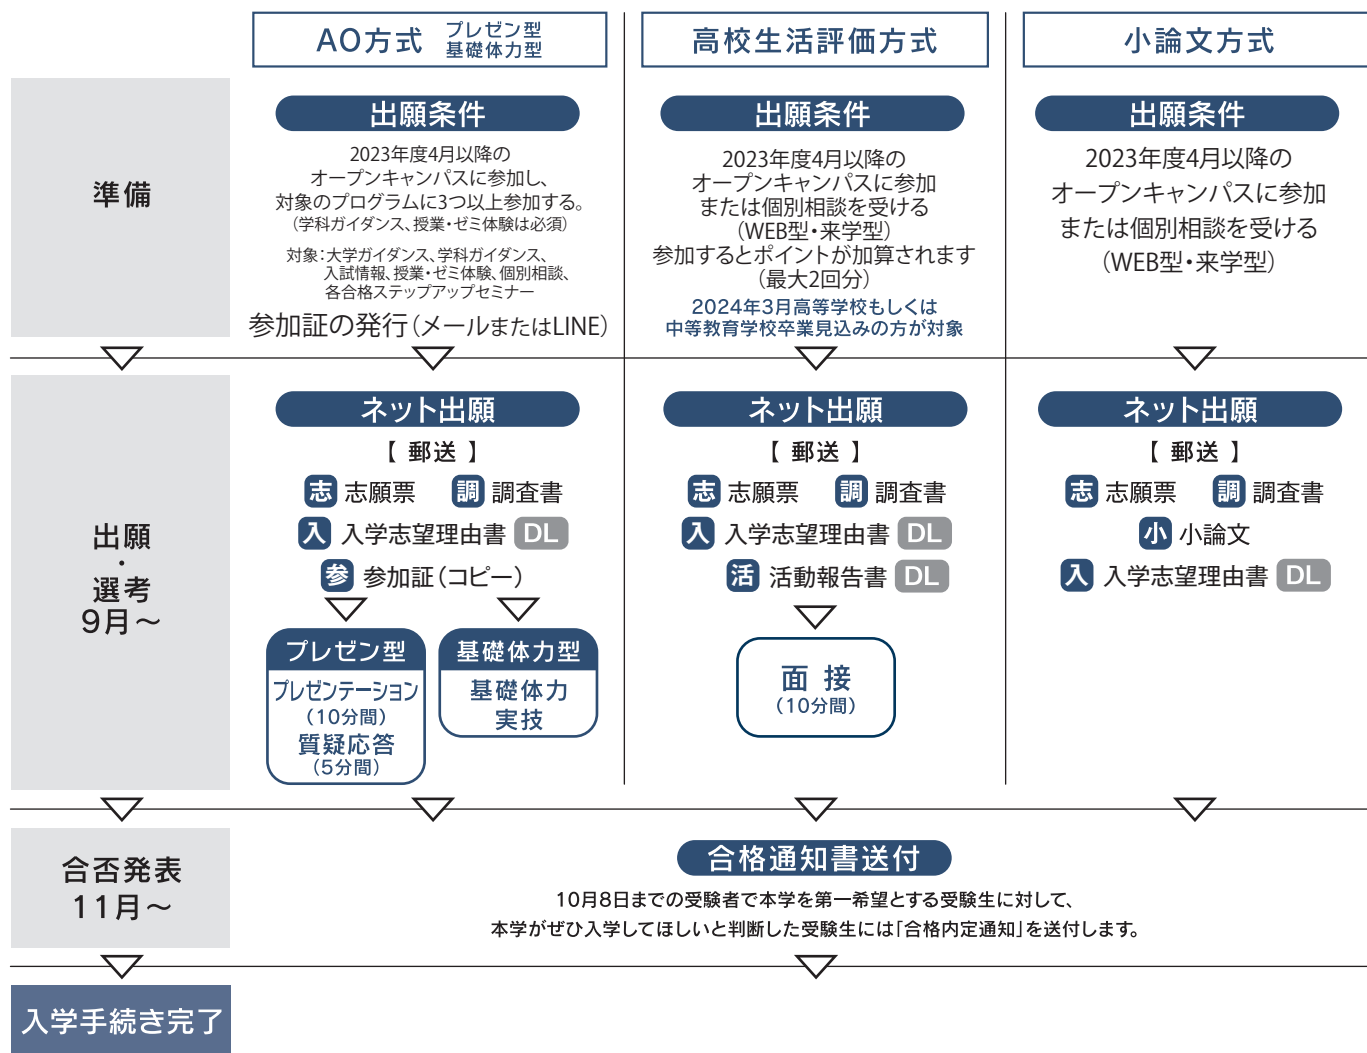 AO方式 プレゼン型
基礎体力型
高校生活評価方式
小論文方式
準備
出願条件
2023年度4月以降の
オープンキャンパスに参加し、
対象のプログラムに3つ以上参加する。
(学科ガイダンス、授業・ゼミ体験は必須)
対象：大学ガイダンス、学科ガイダンス、
入試情報、授業・ゼミ体験、個別相談、
各合格ステップアップセミナー
参加証の発行(メールまたはLINE)
出願条件
2023年度4月以降の
オープンキャンパスに参加
または個別相談を受ける
(WEB型・来学型)
参加するとポイントが加算されます
(最大2回分)
2024年3月高等学校もしくは
中等教育学校卒業見込みの方が対象
出願条件
2023年度4月以降の
オープンキャンパスに参加
または個別相談を受ける
(WEB型・来学型)
出願
・
選考
9月～
ネット出願
【 郵送 】
志 志願票 調 調査書
入 入学志望理由書 DL
参 参加証(コピー)
プレゼン型
プレゼンテーション
(10分間)
質疑応答
(5分間)
基礎体力型
基礎体力
実技
ネット出願
【 郵送 】
志 志願票 調 調査書
入 入学志望理由書 DL
活 活動報告書 DL
面 接
(10分間)
ネット出願
【 郵送 】
志 志願票 調 調査書
小 小論文
入 入学志望理由書 DL
合否発表
11月～
合格通知書送付
10月8日までの受験者で本学を第一希望とする受験生に対して、
本学がぜひ入学してほしいと判断した受験生には「合格内定通知」を送付します。
入学手続き完了